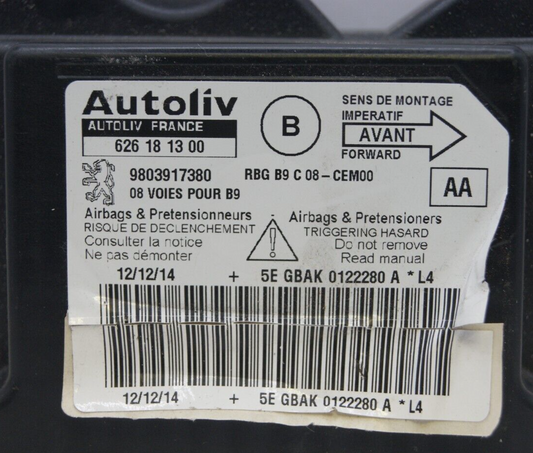 Autoliv
AUTOLIV FRANCE
626 18 13 00
B
SENS DE MONTAGE
IMPERATIF
AVANT
FORWARD
9803917380
RBG B9 C 08-CEM00
08 VOIES POUR B9
AA
Airbags & Pretensionneurs
RISQUE DE DECLENCHEMENT
Consulter la notice
Ne pas démonter
Airbags & Pretensioners
TRIGGERING HASARD
Do not remove
Read manual
12/12/14 + 5E GBAK 0122280 A * L4
12/12/14 + 5E GBAK 0122280 A * L4